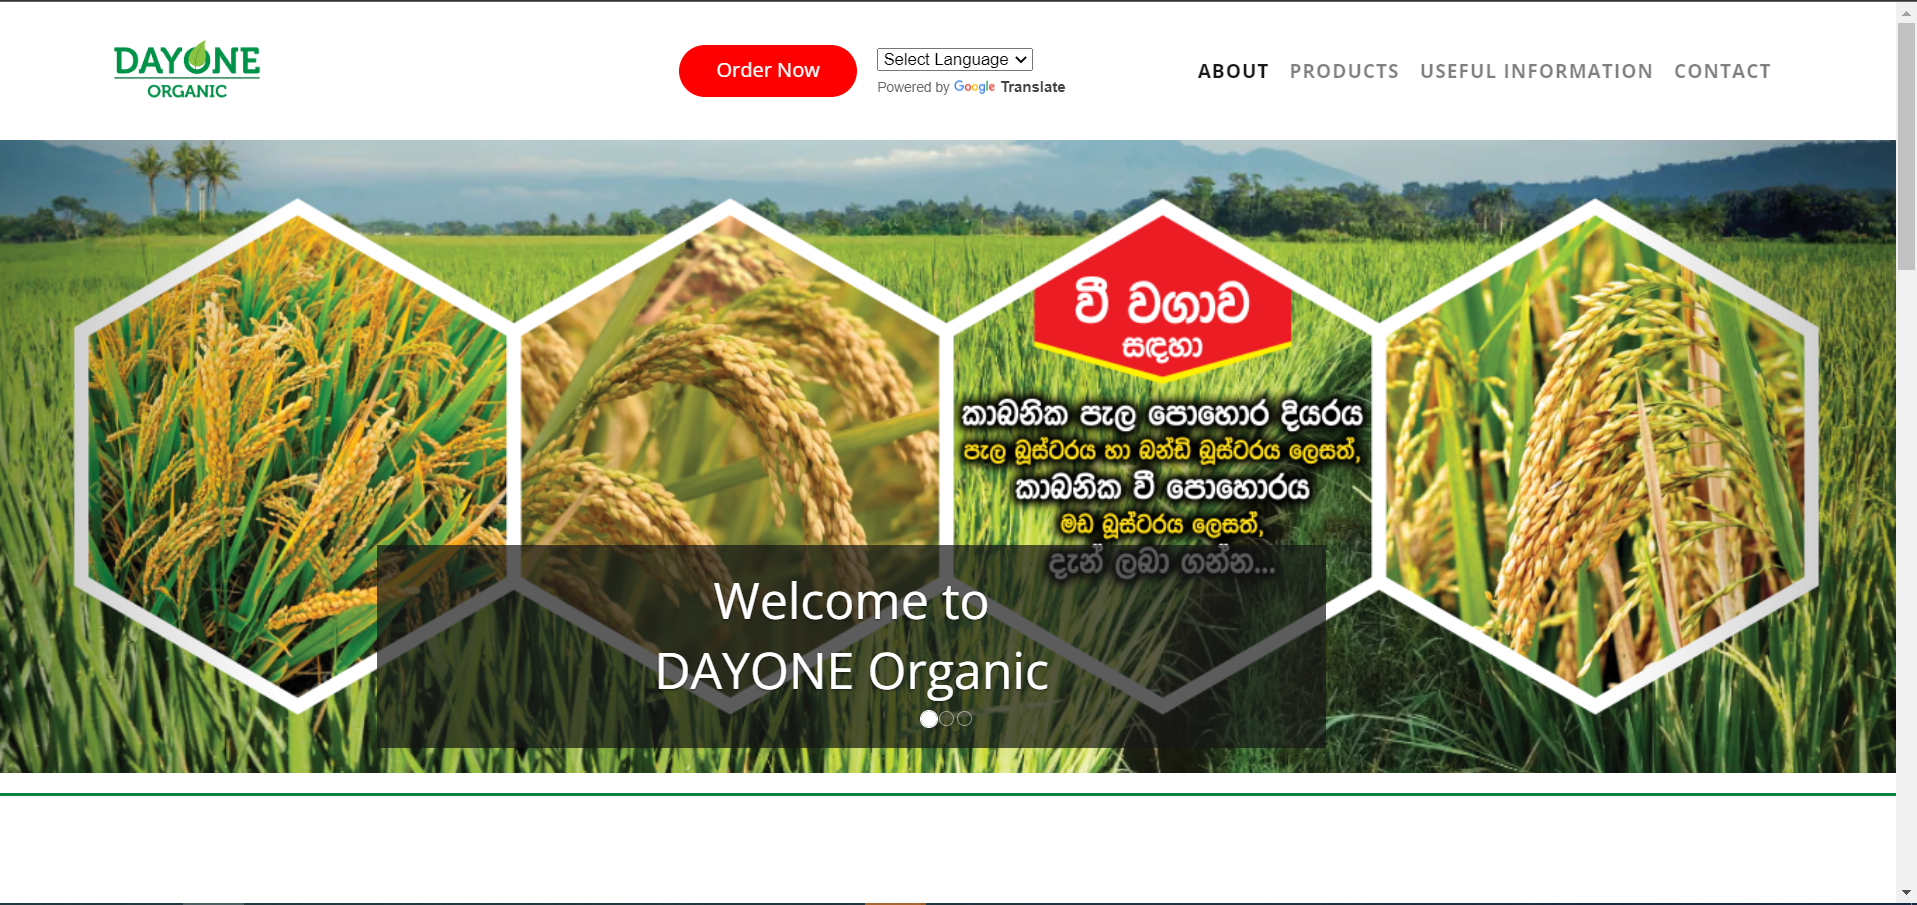 DAYONE
ORGANIC
Order Now
Select Language
Powered by Google Translate
ABOUT
PRODUCTS
USEFUL INFORMATION
CONTACT
වී වගාව
සඳහා
කාබනික පැල පොහොර දියරය
පැල බූස්ටරය හා බන්ඩි බූස්ටරය ලෙසත්,
කාබනික වී පොහොරය
මඩ බූස්ටරය ලෙසත්,
දැන් ලබා ගන්න...
Welcome to
DAYONE Organic